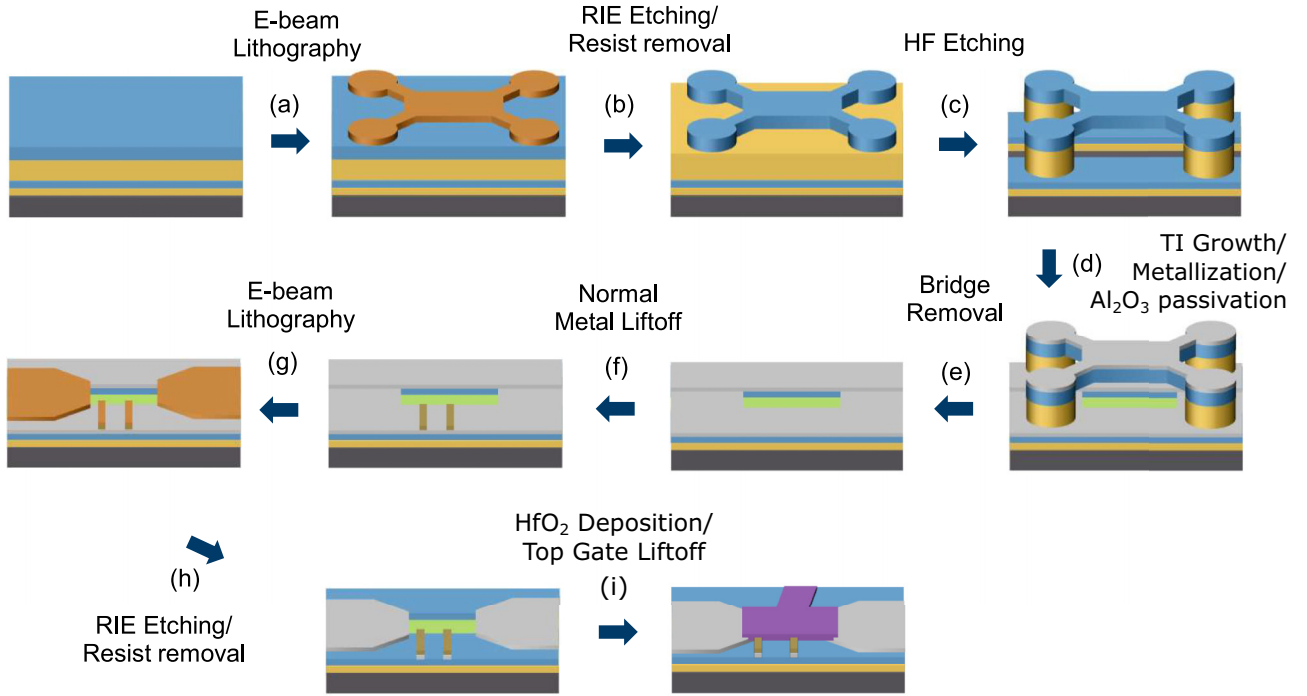 E-beam
Lithography
(a)
RIE Etching/
Resist removal
(b)
HF Etching
(c)
(d)
TI Growth/
Metallization/
Al₂O₃ passivation
Bridge
Removal
(e)
Normal
Metal Liftoff
(f)
E-beam
Lithography
(g)
(h)
RIE Etching/
Resist removal
HfO₂ Deposition/
Top Gate Liftoff
(i)